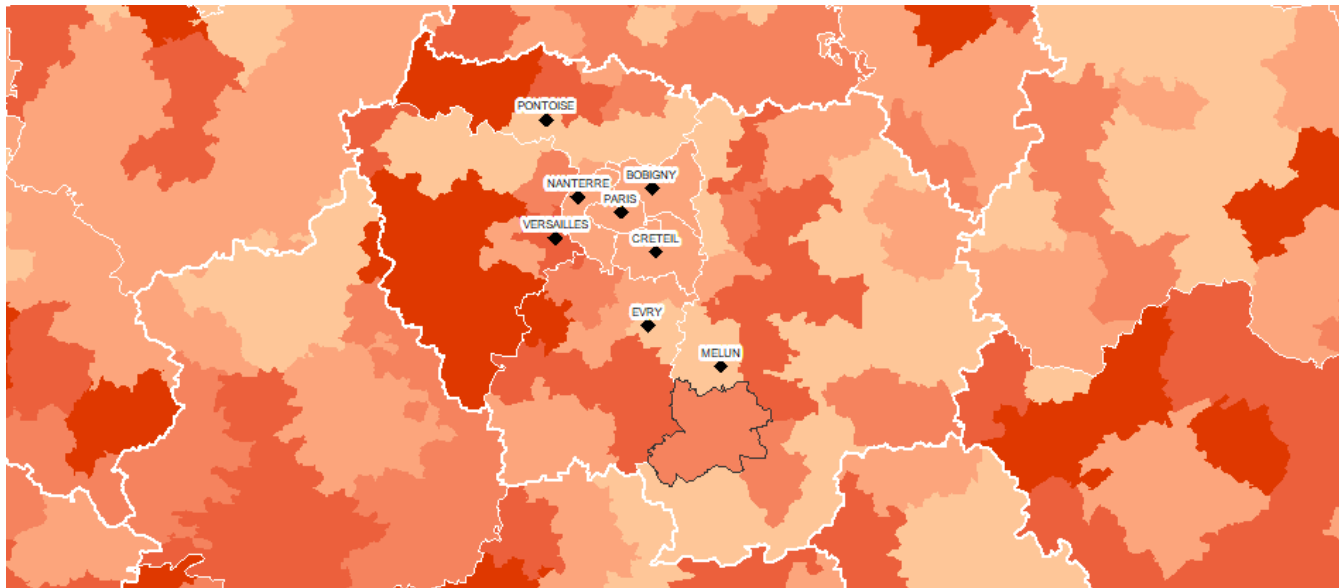 PONTOISE
BOBIGNY
NANTERRE
PARIS
VERSAILLES
CRETEIL
EVRY
MELUN